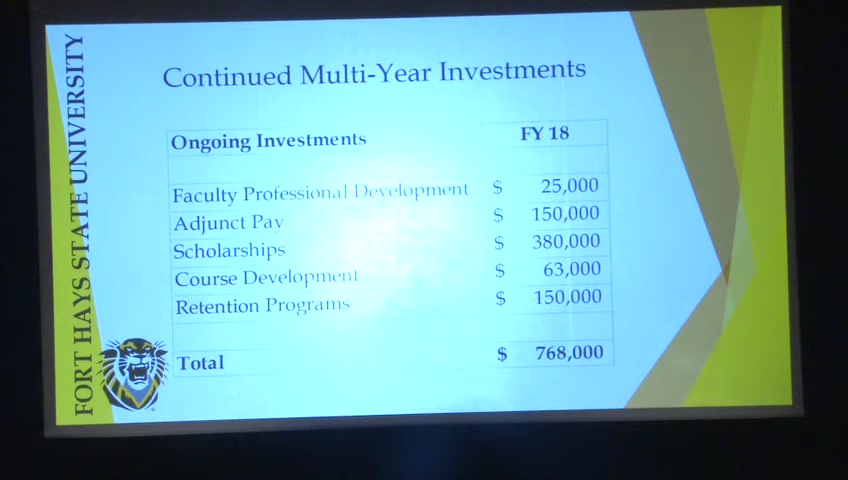 FORT HAYS STATE UNIVERSITY
Continued Multi-Year Investments
Ongoing Investments FY 18
Faculty Professional Development $ 25,000
Adjunct Pay $ 150,000
Scholarships $ 380,000
Course Development $ 63,000
Retention Programs $ 150,000
Total $ 768,000